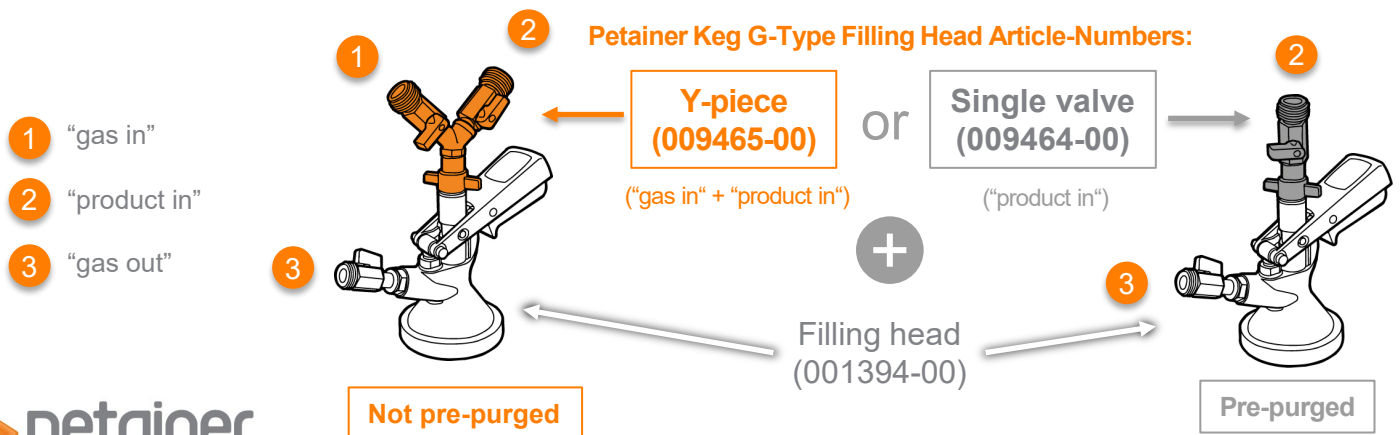 Petainer Keg G-Type Filling Head Article-Numbers:
1
2
2
Y-piece
(009465-00)
or
Single valve
(009464-00)
1 "gas in"
2 "product in"
3 "gas out"
("gas in“ + “product in“)
(“product in“)
+
3
3
Filling head
(001394-00)
Not pre-purged
Pre-purged
petainer